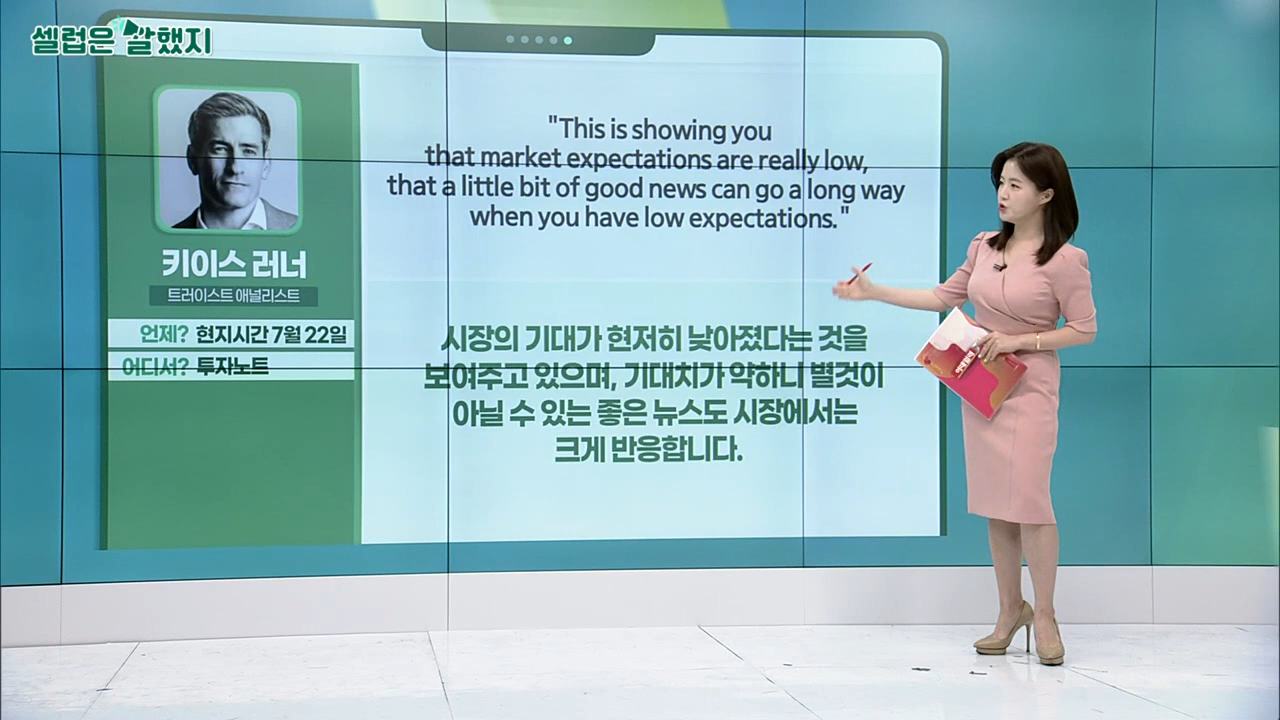 셀럽은 말했지
"This is showing you
that market expectations are really low,
that a little bit of good news can go a long way
when you have low expectations."
키이스 러너
트러이스트 애널리스트
언제? 현지시간 7월 22일
어디서? 투자노트
시장의 기대가 현저히 낮아졌다는 것을
보여주고 있으며, 기대치가 약하니 별것이
아닐 수 있는 좋은 뉴스도 시장에서는
크게 반응합니다.